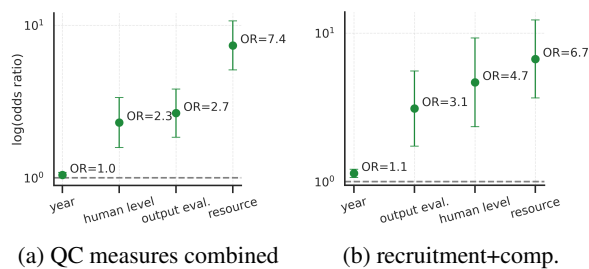 log(odds ratio)
10¹
10⁰
OR=1.0
OR=2.3
OR=2.7
OR=7.4
year
human level
output eval.
resource
(a) QC measures combined
10¹
10⁰
OR=1.1
OR=3.1
OR=4.7
OR=6.7
year
output eval.
human level
resource
(b) recruitment+comp.